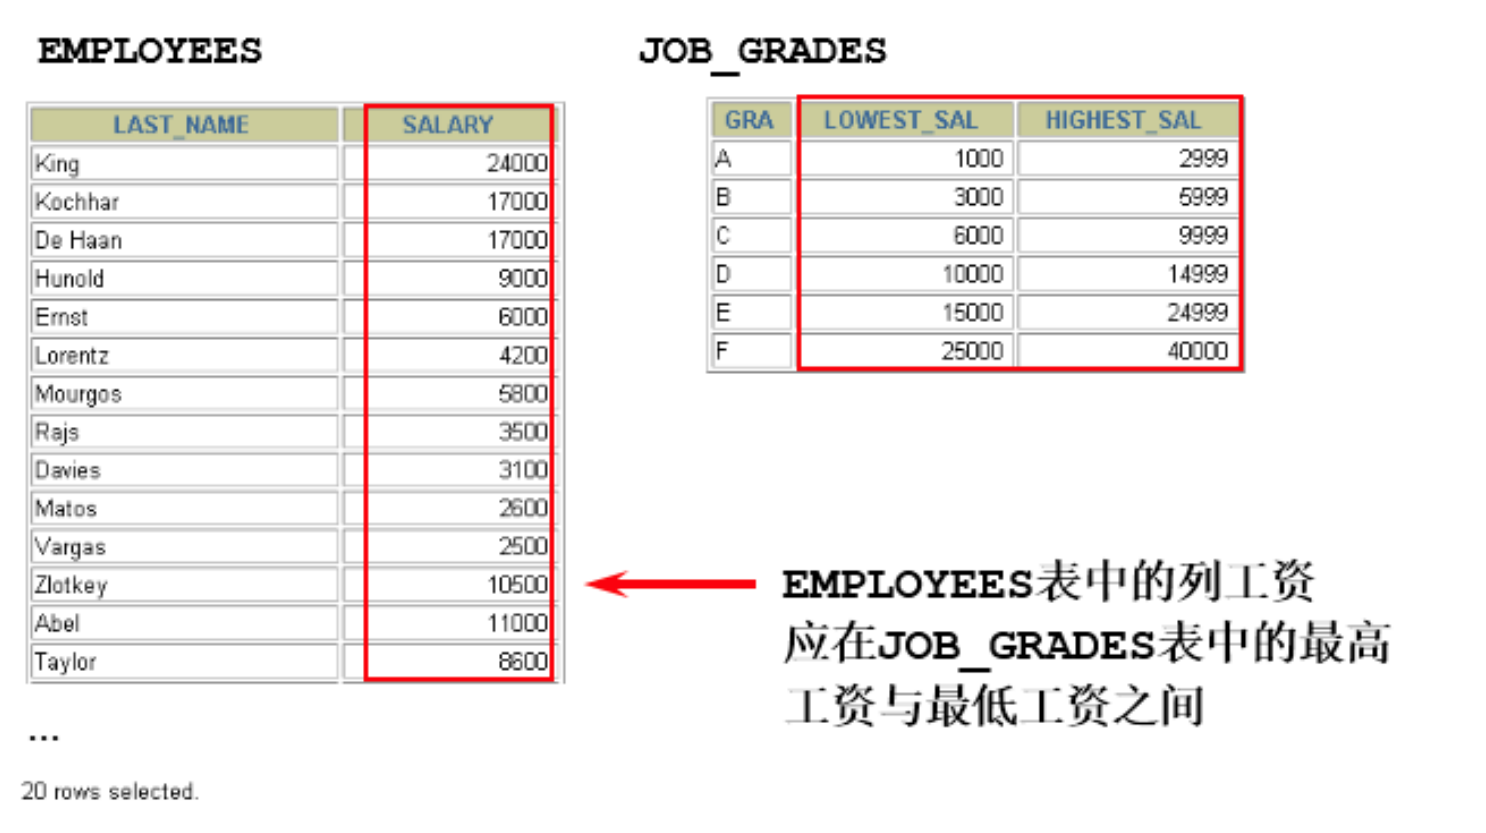 EMPLOYEES
LAST_NAME SALARY
King 24000
Kochhar 17000
De Haan 17000
Hunold 9000
Ernst 6000
Lorentz 4200
Mourgos 5800
Rajs 3500
Davies 3100
Matos 2600
Vargas 2500
Zlotkey 10500
Abel 11000
Taylor 8600
...
20 rows selected.
JOB_GRADES
GRA LOWEST_SAL HIGHEST_SAL
A 1000 2999
B 3000 5999
C 6000 9999
D 10000 14999
E 15000 24999
F 25000 40000
EMPLOYEES表中的列工资
应在JOB_GRADES表中的最高
工资与最低工资之间